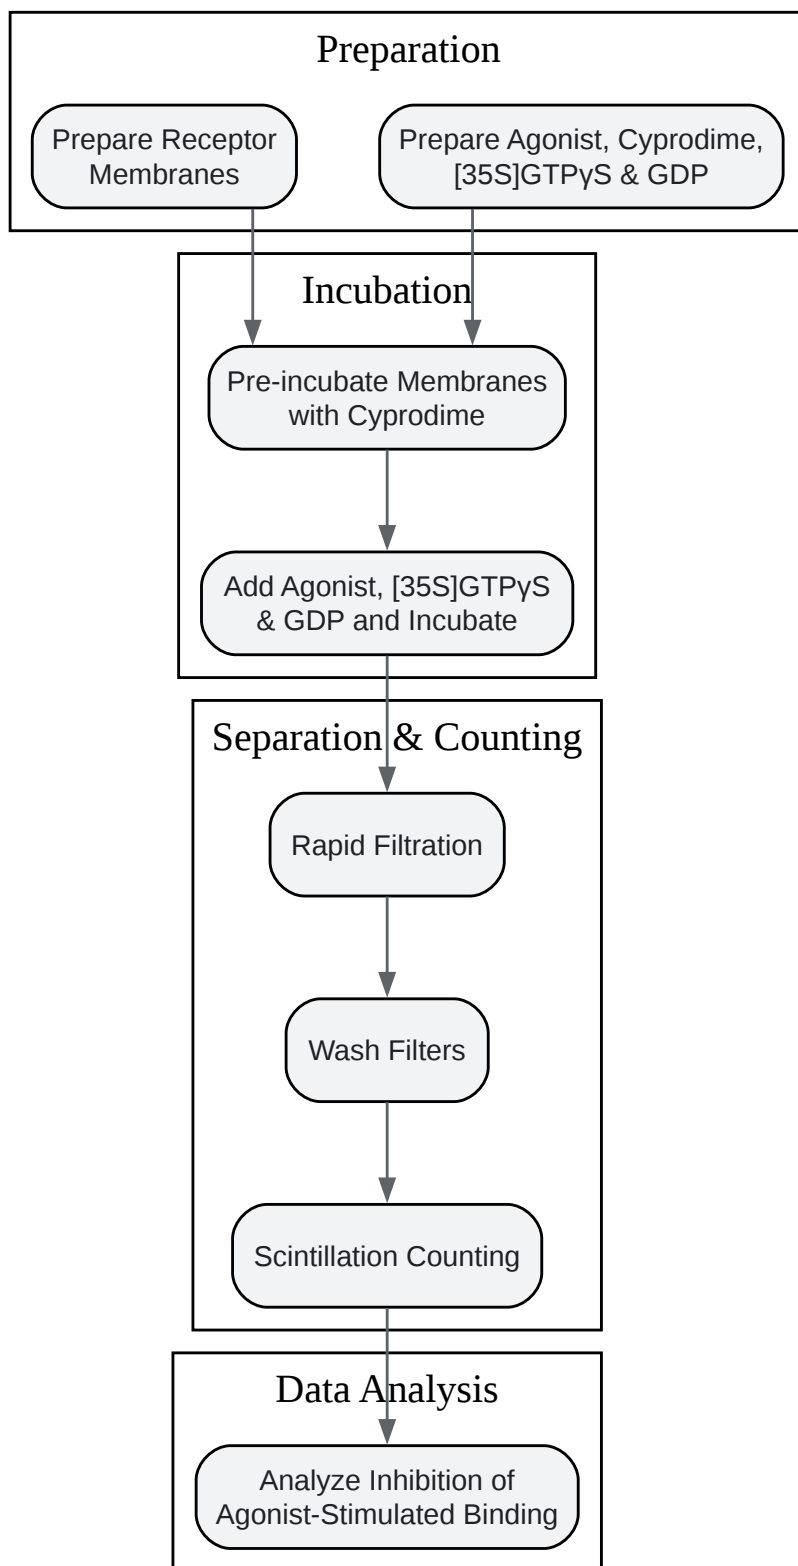 Preparation
Prepare Receptor
Membranes
Prepare Agonist, Cyprodime,
[35S]GTPγS & GDP
Incubation
Pre-incubate Membranes
with Cyprodime
Add Agonist, [35S]GTPγS
& GDP and Incubate
Separation & Counting
Rapid Filtration
Wash Filters
Scintillation Counting
Data Analysis
Analyze Inhibition of
Agonist-Stimulated Binding